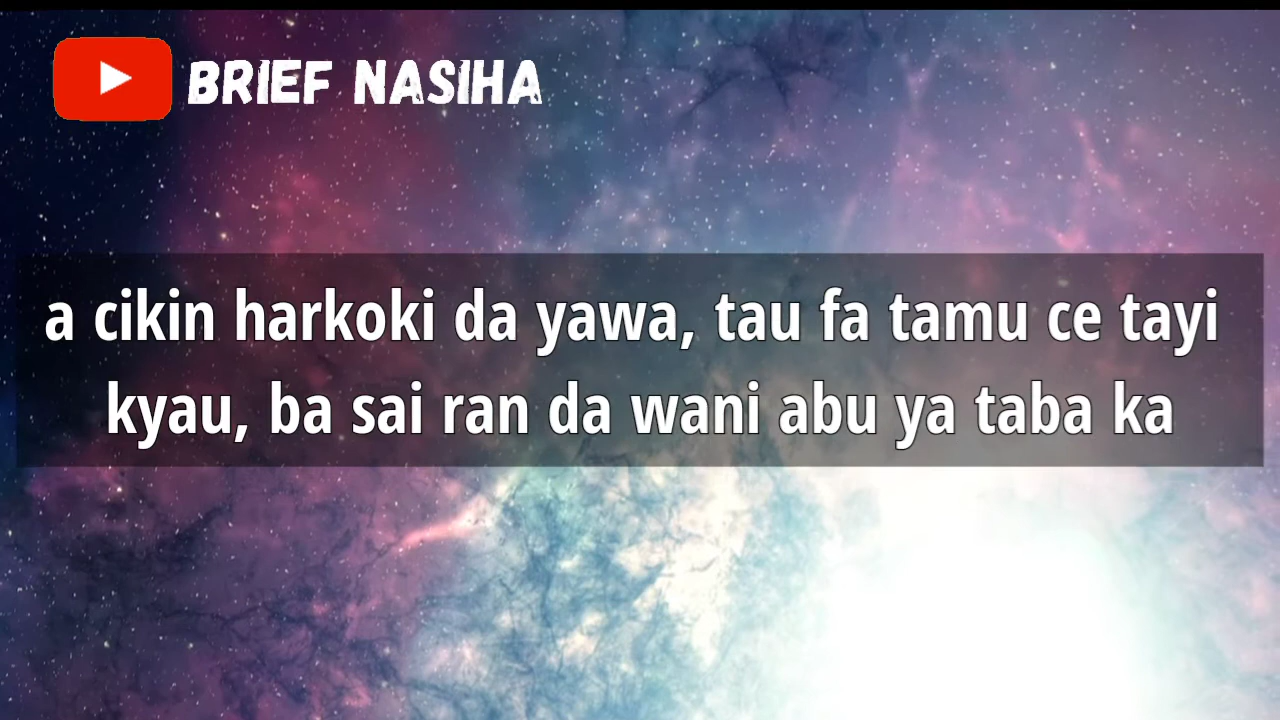 BRIEF NASIHA
a cikin harkoki da yawa, tau fa tamu ce tayi
kyau, ba sai ran da wani abu ya taba ka